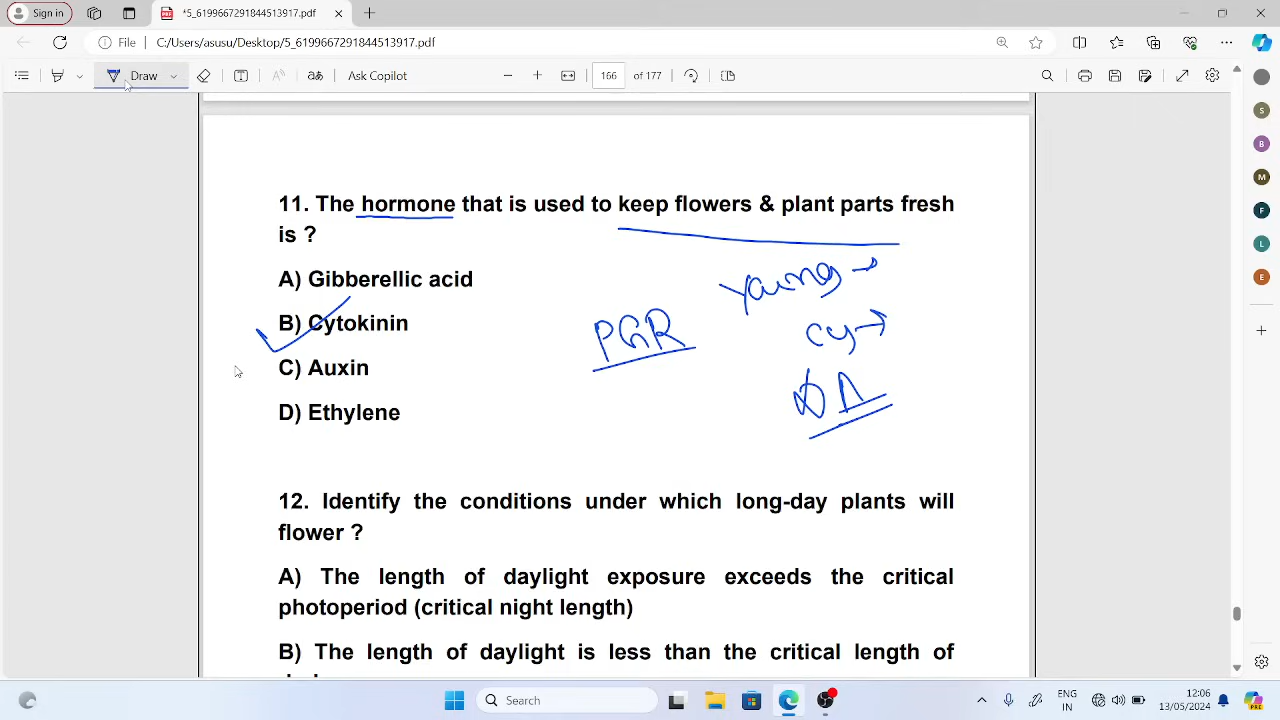 Sign in
*5_6199667291844513917.pdf
File
C:/Users/asusu/Desktop/5_6199667291844513917.pdf
Draw
Ask Copilot
166 of 177
11. The hormone that is used to keep flowers & plant parts fresh
is ?
A) Gibberellic acid
B) Cytokinin
C) Auxin
D) Ethylene
young
PGR
cy
12. Identify the conditions under which long-day plants will
flower ?
A) The length of daylight exposure exceeds the critical
photoperiod (critical night length)
B) The length of daylight is less than the critical length of
S
B
M
F
L
E
Search
ENG
IN
12:06
13/05/2024